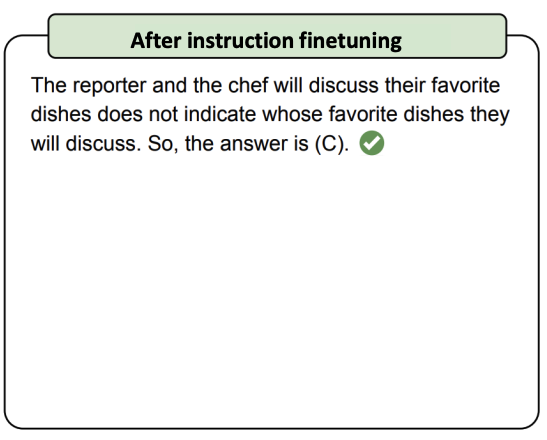 After instruction finetuning
The reporter and the chef will discuss their favorite
dishes does not indicate whose favorite dishes they
will discuss. So, the answer is (C).